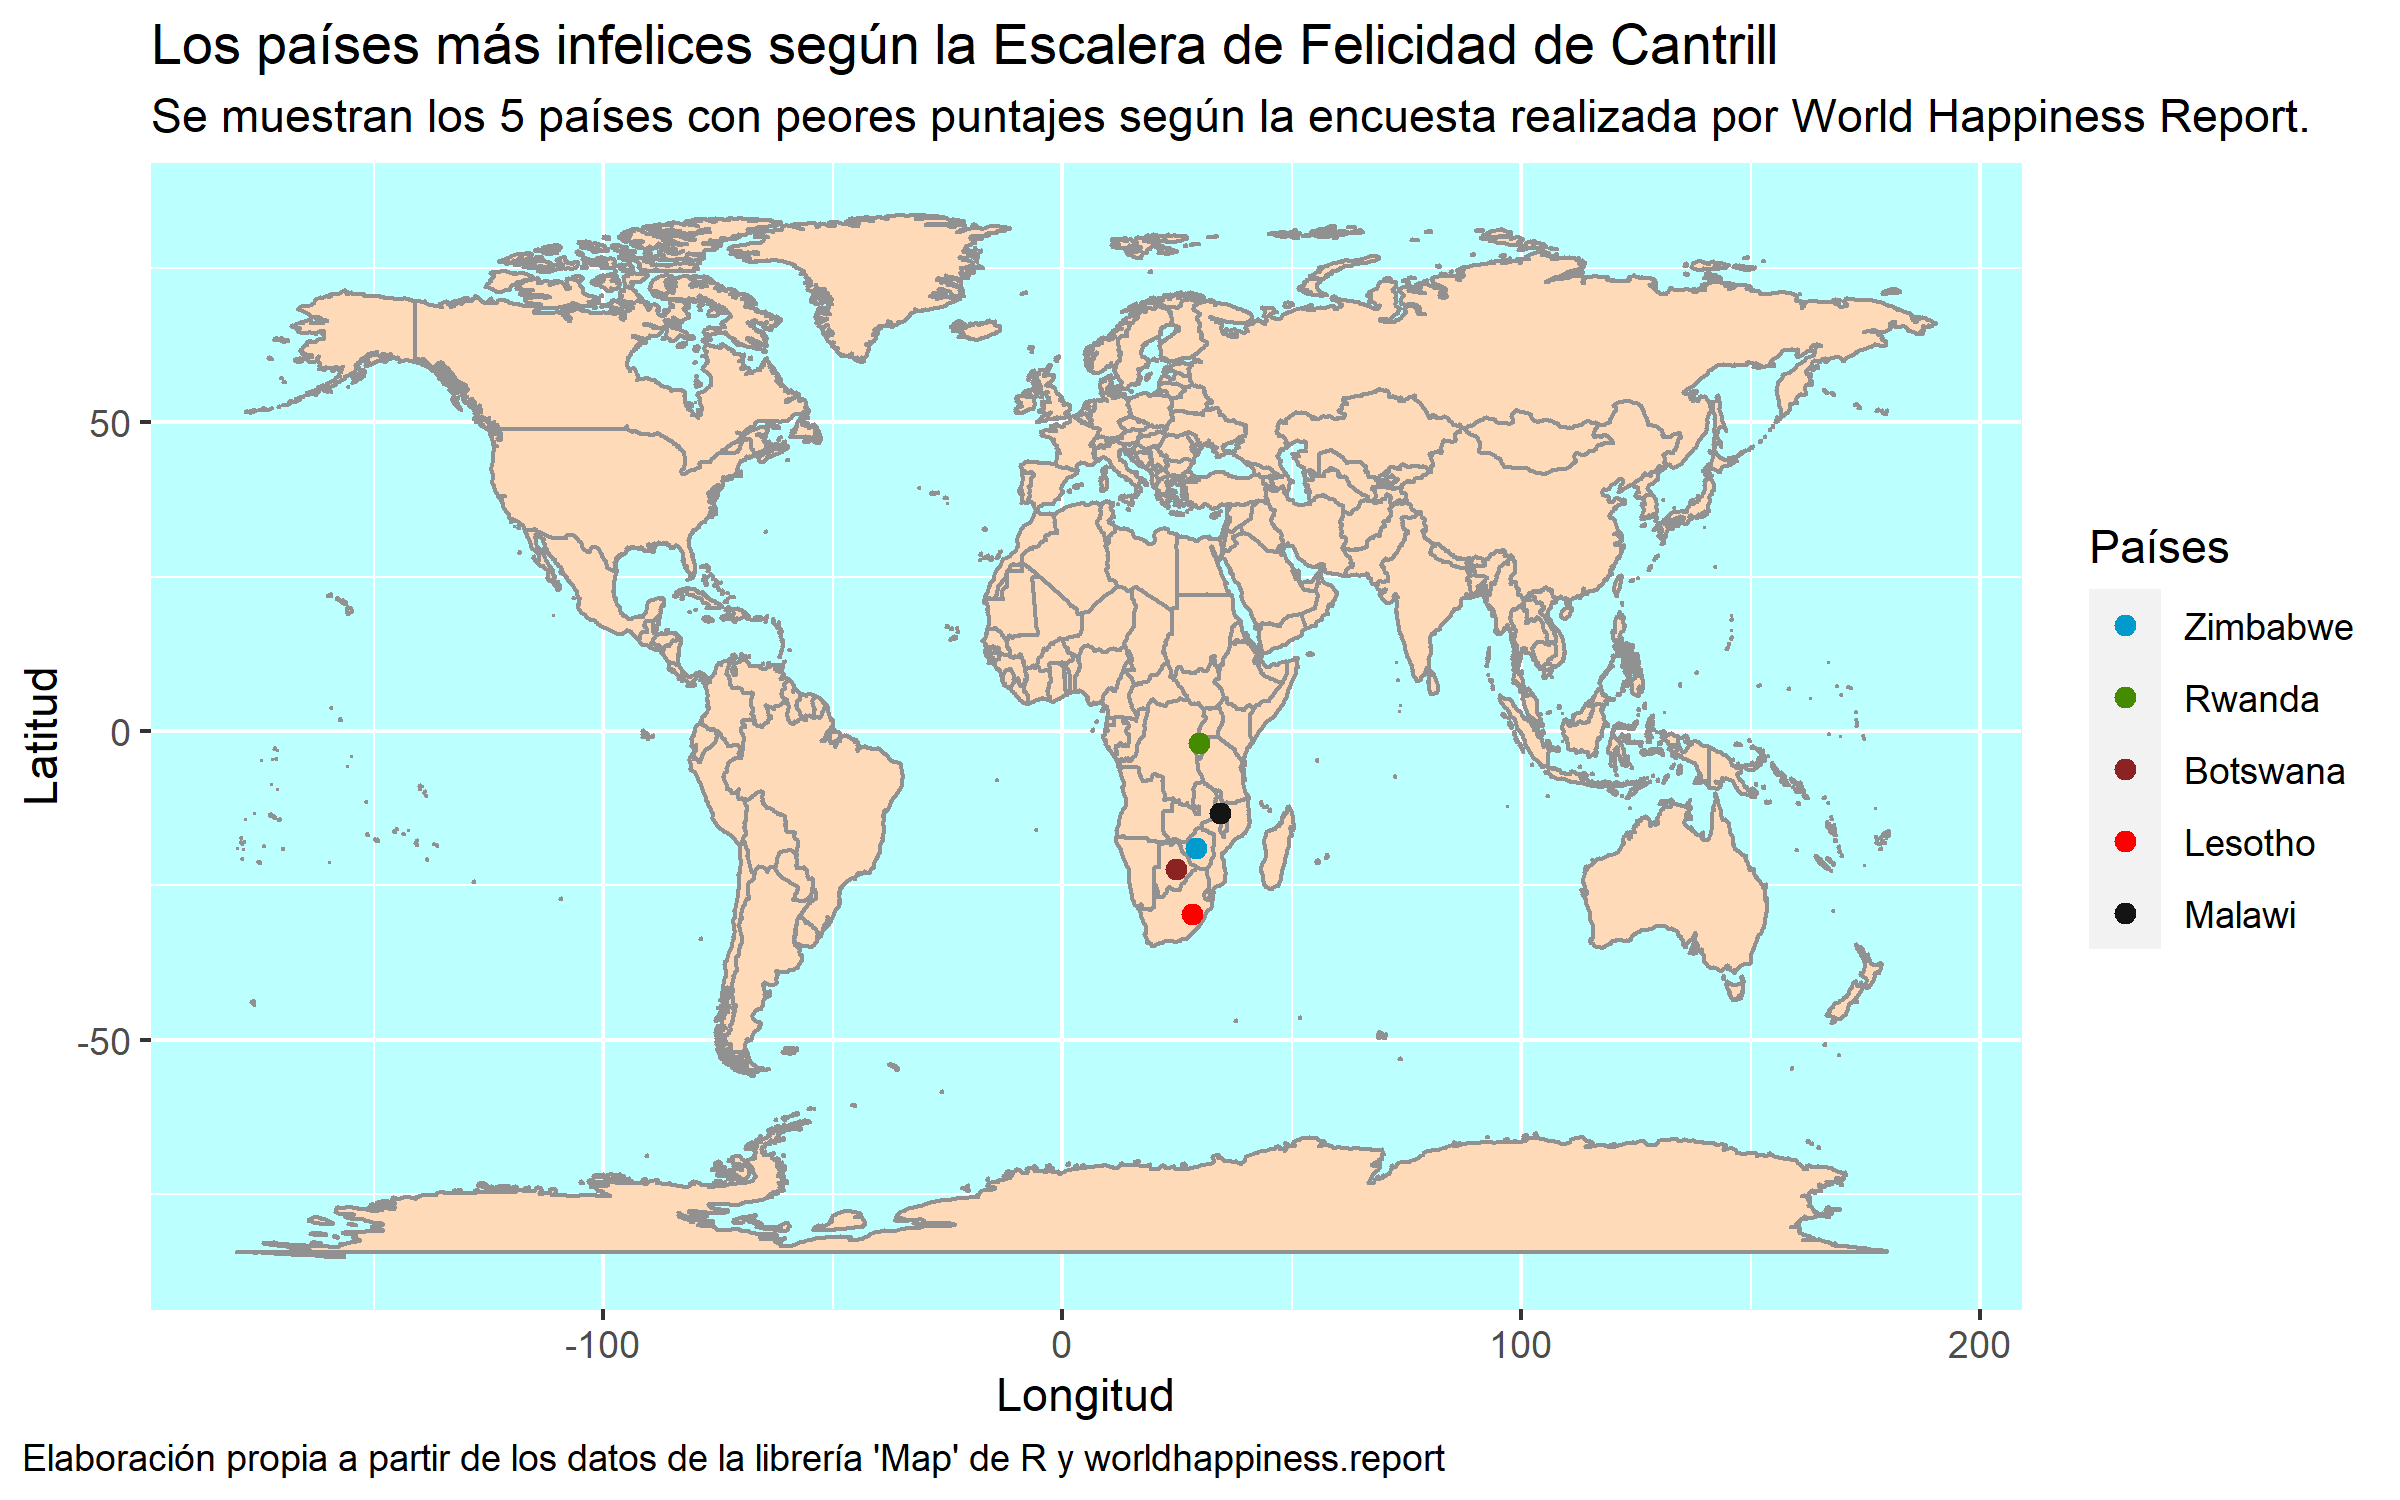 Los países más infelices según la Escalera de Felicidad de Cantrill
Se muestran los 5 países con peores puntajes según la encuesta realizada por World Happiness Report.
50
0
-50
Latitud
-100
0
100
200
Longitud
Países
Zimbabwe
Rwanda
Botswana
Lesotho
Malawi
Elaboración propia a partir de los datos de la librería 'Map' de R y worldhappiness.report